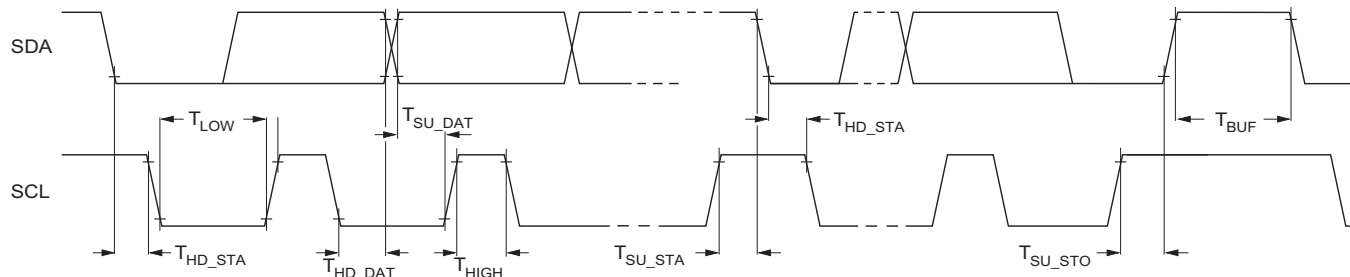 SDA
T_LOW
T_SU_DAT
T_HD_STA
T_BUF
SCL
T_HD_STA
T_HD_DAT
T_HIGH
T_SU_STA
T_SU_STO